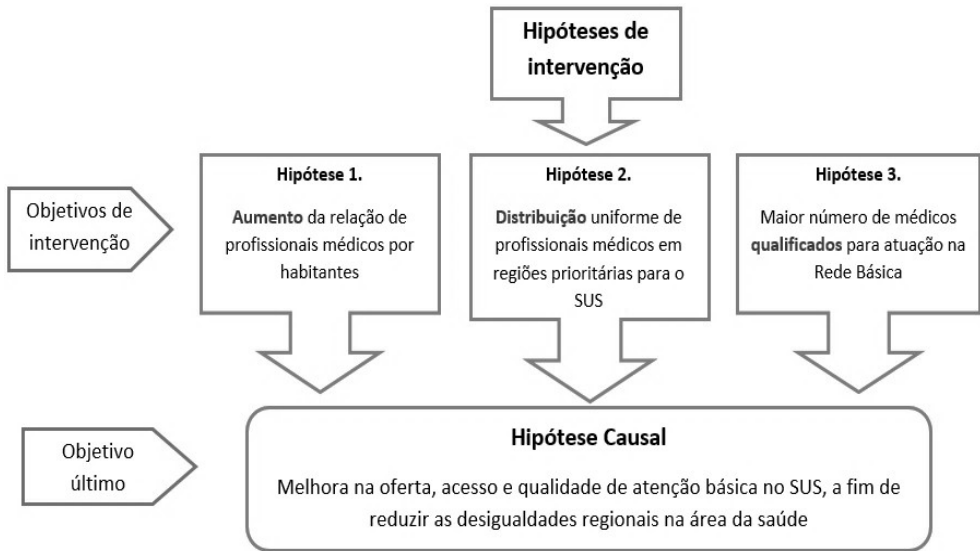 Hipóteses de
intervenção
Objetivos de
intervenção
Hipótese 1.
Aumento da relação de
profissionais médicos por
habitantes
Hipótese 2.
Distribuição uniforme de
profissionais médicos em
regiões prioritárias para o
SUS
Hipótese 3.
Maior número de médicos
qualificados para atuação na
Rede Básica
Objetivo
último
Hipótese Causal
Melhora na oferta, acesso e qualidade de atenção básica no SUS, a fim de
reduzir as desigualdades regionais na área da saúde